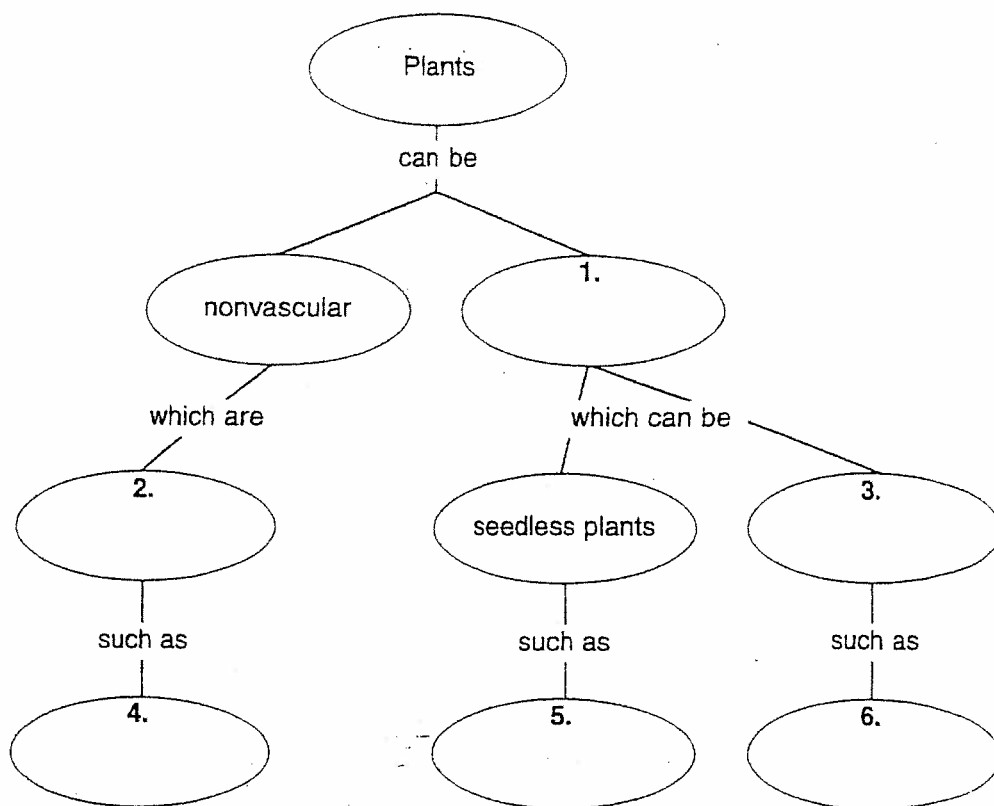 Plants
can be
nonvascular
1.
which are
which can be
2.
seedless plants
3.
such as
such as
such as
4.
5.
6.